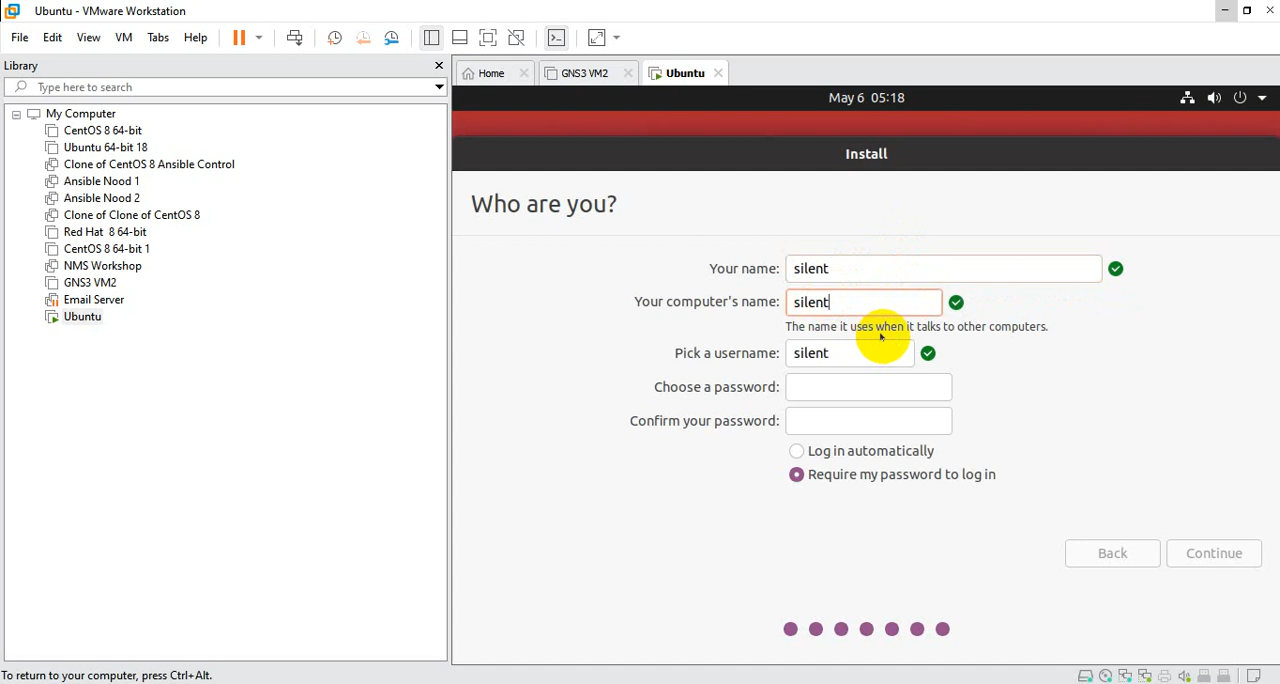 Ubuntu - VMware Workstation
File Edit View VM Tabs Help
Library
Type here to search
My Computer
CentOS 8 64-bit
Ubuntu 64-bit 18
Clone of CentOS 8 Ansible Control
Ansible Nood 1
Ansible Nood 2
Clone of Clone of CentOS 8
Red Hat 8 64-bit
CentOS 8 64-bit 1
NMS Workshop
GNS3 VM2
Email Server
Ubuntu
Home GNS3 VM2 Ubuntu
May 6 05:18
Install
Who are you?
Your name: silent
Your computer's name: silent
The name it uses when it talks to other computers.
Pick a username: silent
Choose a password:
Confirm your password:
Log in automatically
Require my password to log in
Back Continue
To return to your computer, press Ctrl+Alt.